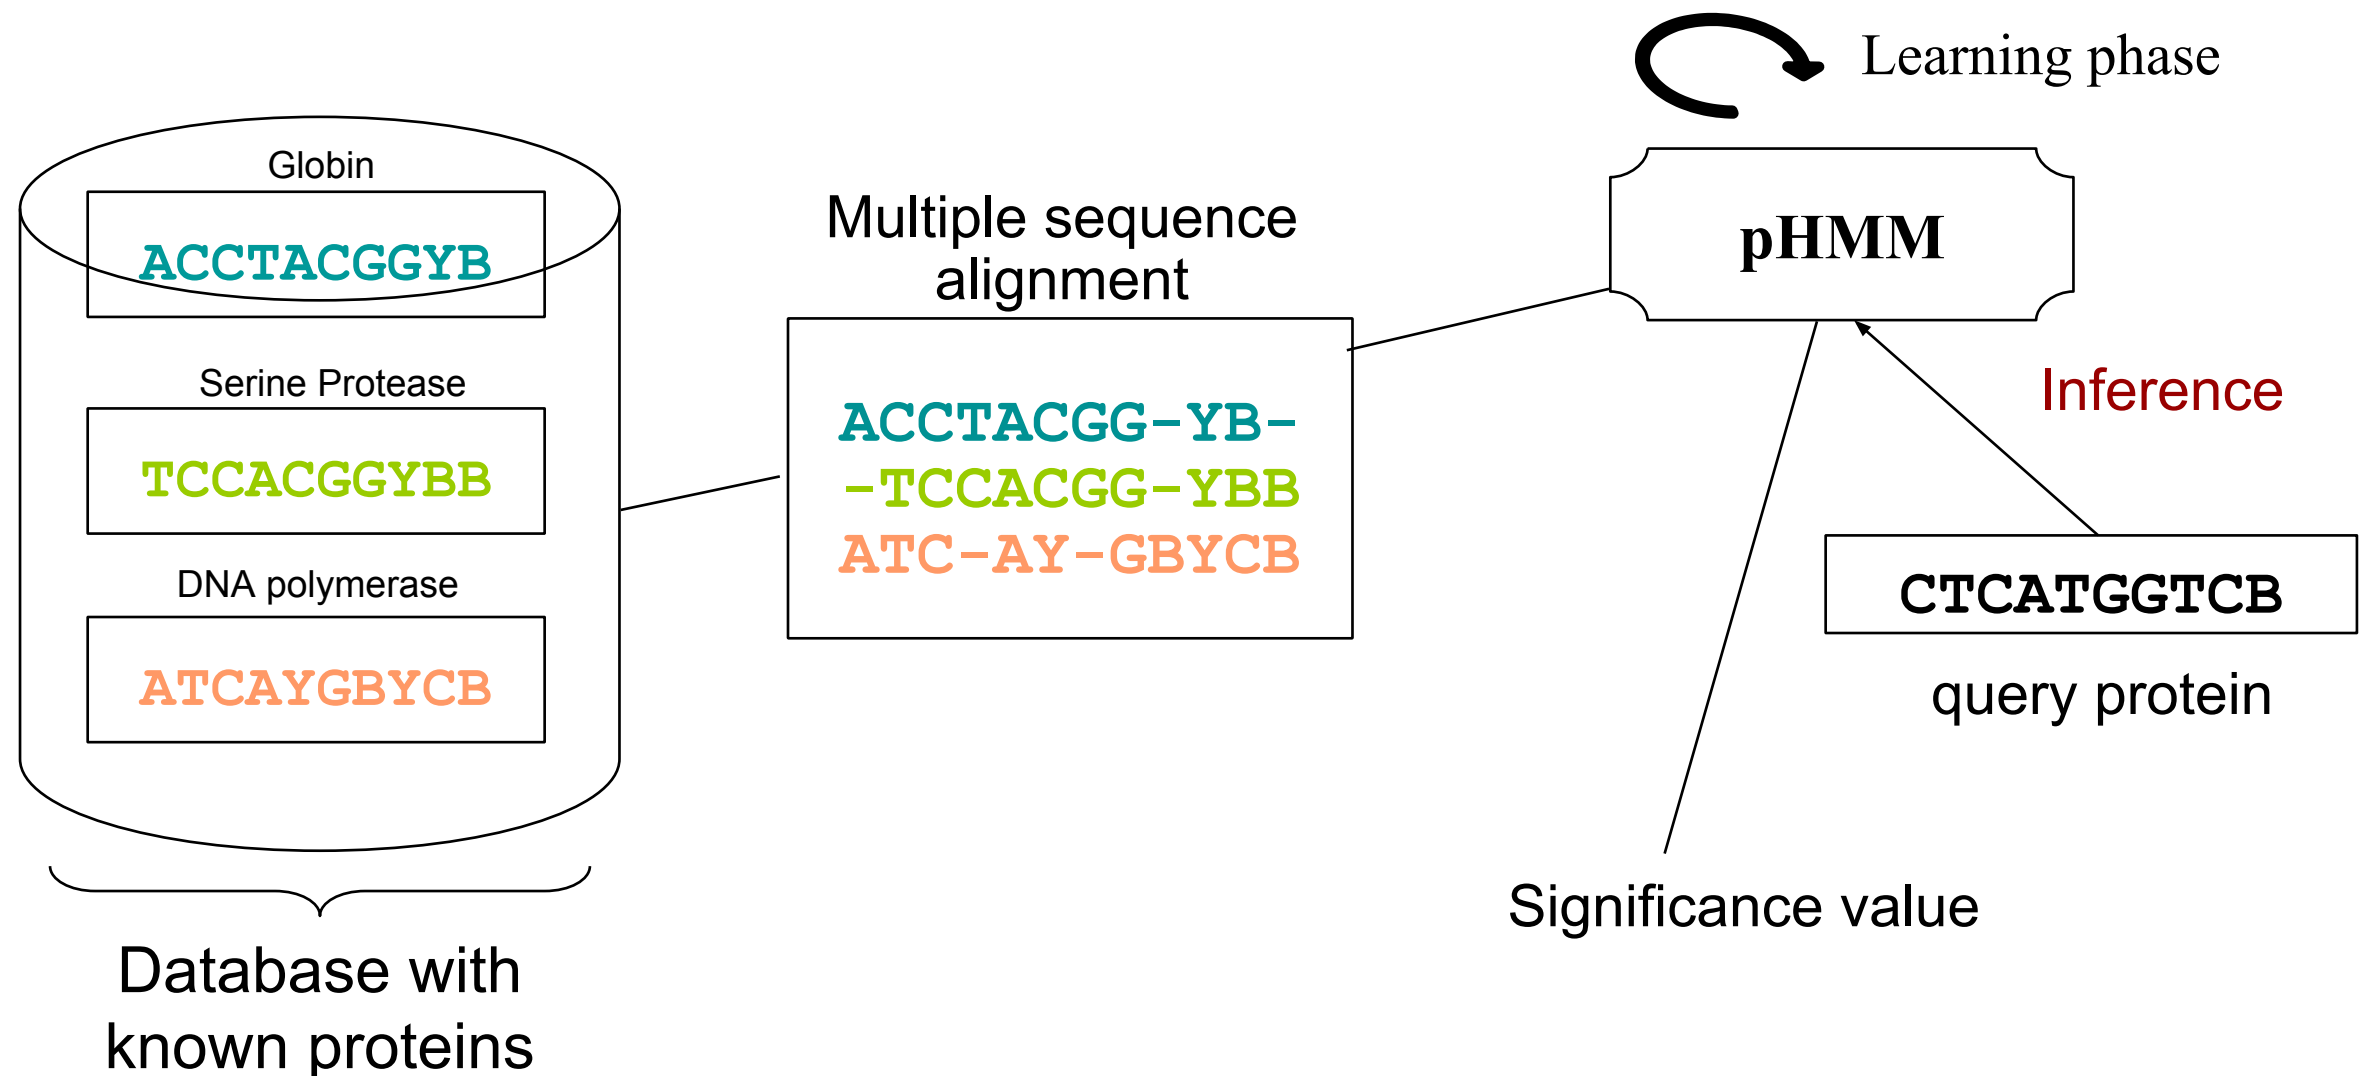 Globin
ACCTACGGYB
Serine Protease
TCCACGGYBB
DNA polymerase
ATCAYGBYCB
Database with
known proteins
Multiple sequence
alignment
ACCTACGG-YB-
-TCCACGG-YBB
ATC-AY-GBYCB
Learning phase
pHMM
Inference
CTCATGGTCB
query protein
Significance value